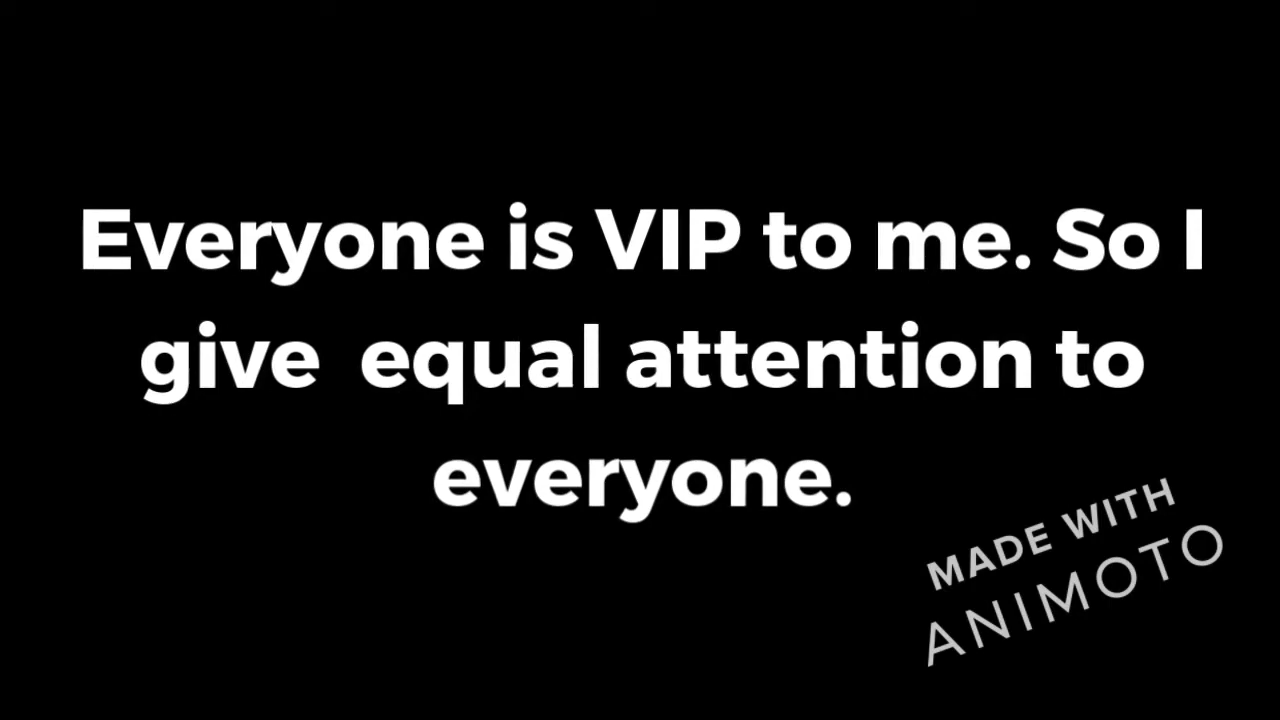 Everyone is VIP to me. So I
give  equal attention to
everyone.
MADE WITH
ANIMOTO